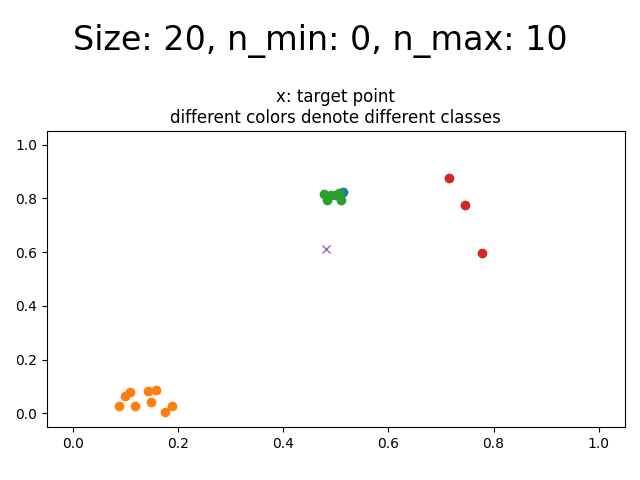 Size: 20, n_min: 0, n_max: 10
x: target point
different colors denote different classes
1.0
0.8
0.6
0.4
0.2
0.0
0.0 0.2 0.4 0.6 0.8 1.0